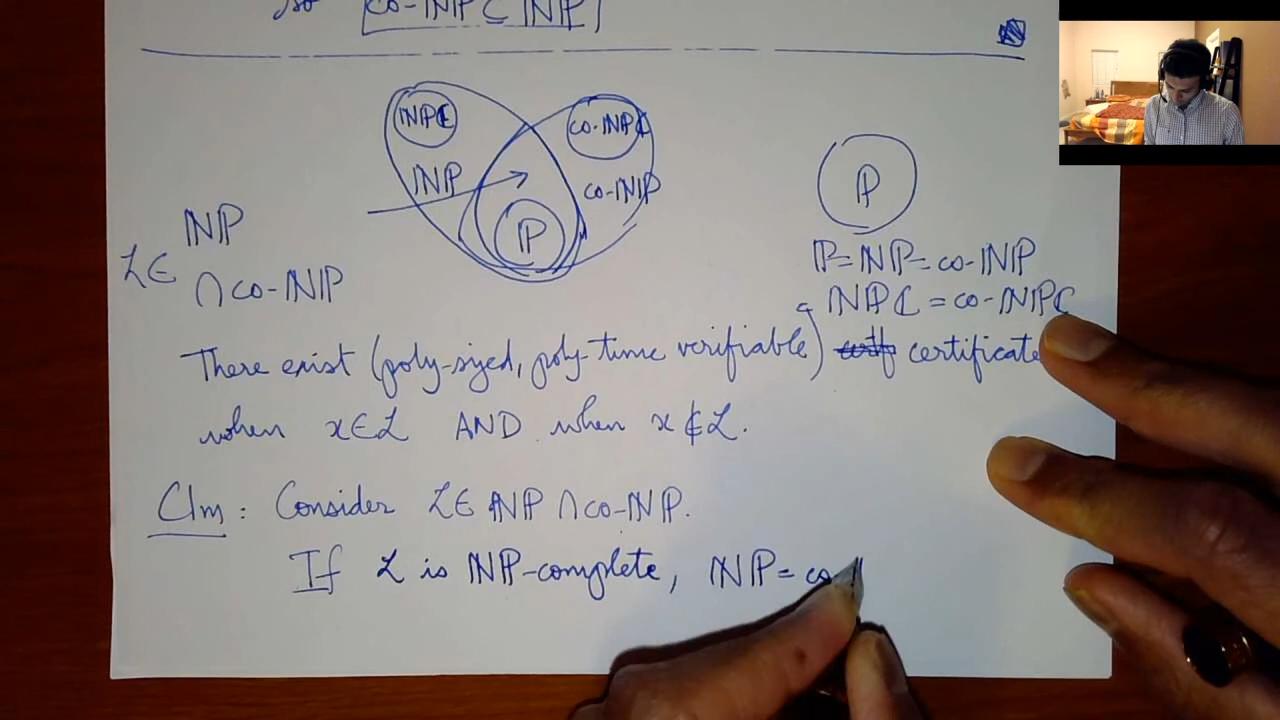 so co-NP ⊆ NP
NPC
co-NPC
NP
co-NP
P
P
NP
L∈
∩ co-NP
P = NP = co-NP
NPC = co-NPC
There exist (poly-sized, poly-time verifiable) certificate
when x∈L AND when x∉L.
Clm: Consider L∈ NP ∩ co-NP.
If L is NP-complete, NP = co-